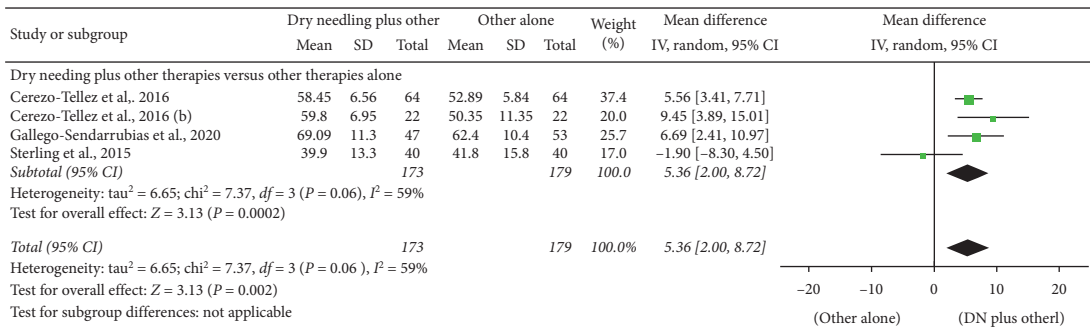 Study or subgroup Dry needling plus other Other alone Weight (%) Mean difference Mean difference
Mean SD Total Mean SD Total IV, random, 95% CI IV, random, 95% CI
Dry needing plus other therapies versus other therapies alone
Cerezo-Tellez et al,. 2016 58.45 6.56 64 52.89 5.84 64 37.4 5.56 [3.41, 7.71]
Cerezo-Tellez et al., 2016 (b) 59.8 6.95 22 50.35 11.35 22 20.0 9.45 [3.89, 15.01]
Gallego-Sendarrubias et al., 2020 69.09 11.3 47 62.4 10.4 53 25.7 6.69 [2.41, 10.97]
Sterling et al., 2015 39.9 13.3 40 41.8 15.8 40 17.0 −1.90 [−8.30, 4.50]
Subtotal (95% CI) 173 179 100.0 5.36 [2.00, 8.72]
Heterogeneity: tau² = 6.65; chi² = 7.37, df = 3 (P = 0.06), I² = 59%
Test for overall effect: Z = 3.13 (P = 0.0002)
Total (95% CI) 173 179 100.0% 5.36 [2.00, 8.72]
Heterogeneity: tau² = 6.65; chi² = 7.37, df = 3 (P = 0.06 ), I² = 59%
Test for overall effect: Z = 3.13 (P = 0.002)
Test for subgroup differences: not applicable
−20 −10 0 10 20
(Other alone) (DN plus otherl)